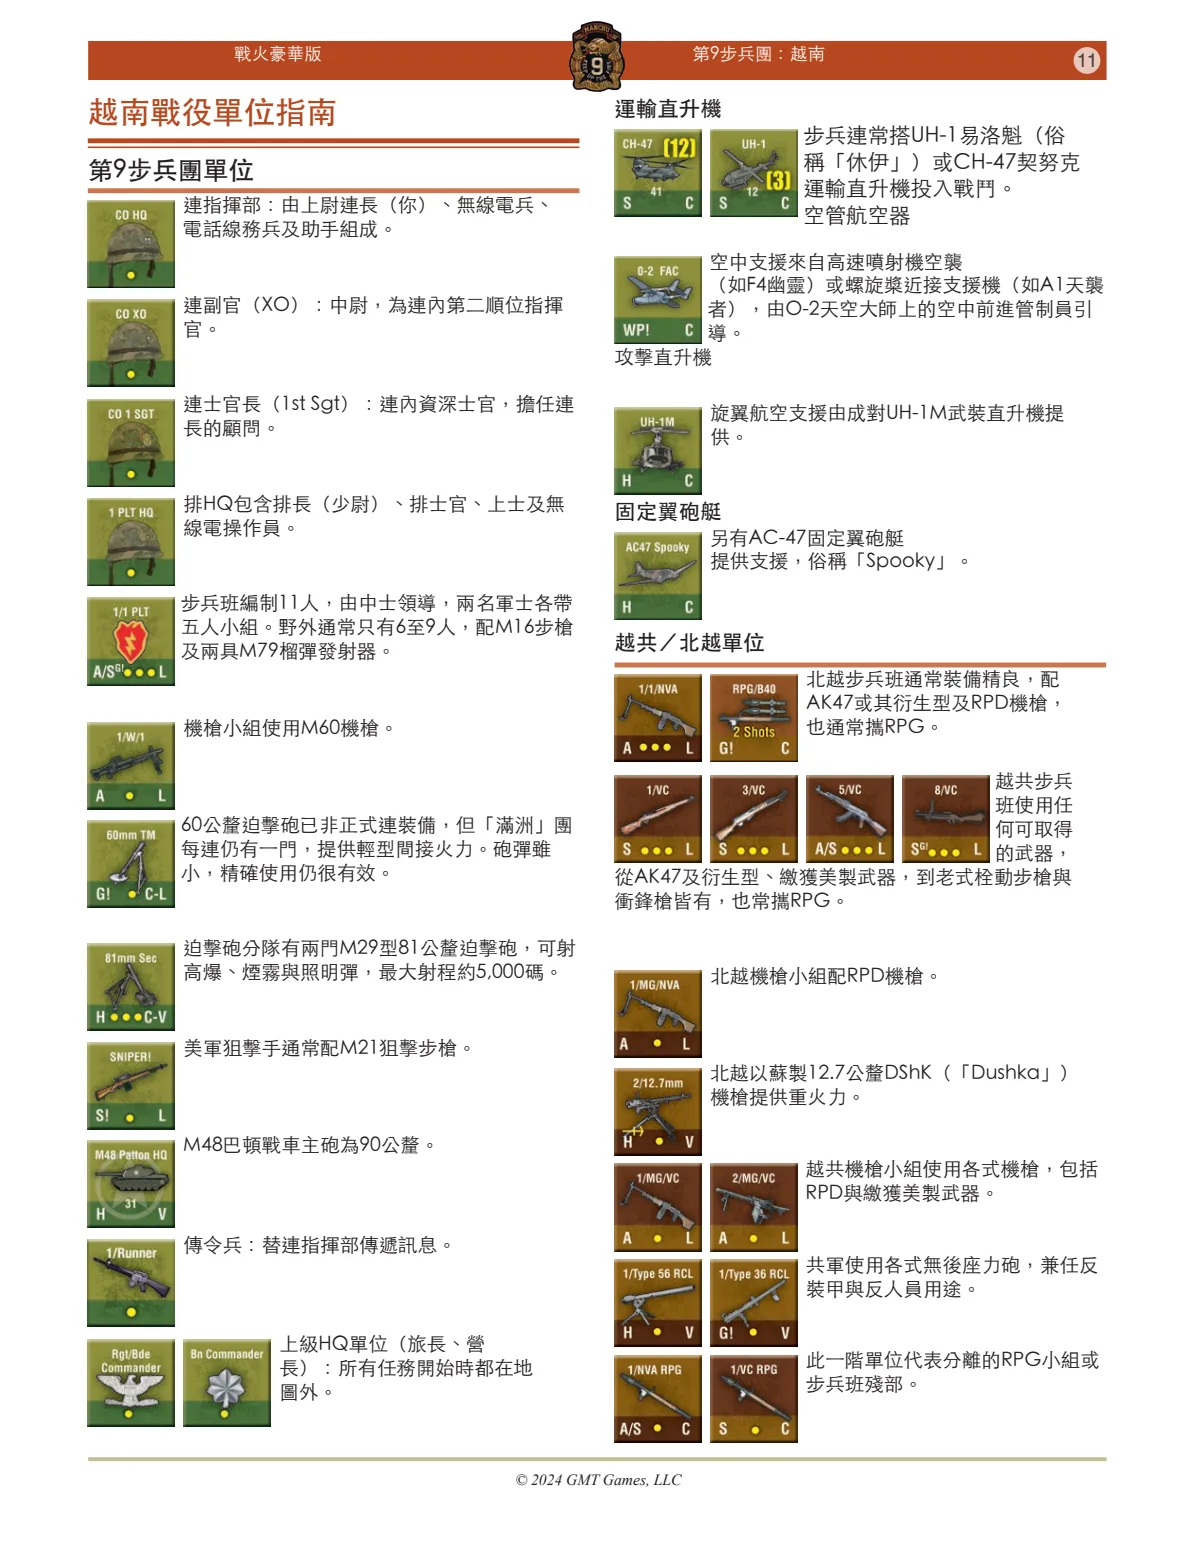 戰火豪華版
MANCHU
9
第9步兵團：越南
11
越南戰役單位指南
第9步兵團單位
CO HQ
連指揮部：由上尉連長（你）、無線電兵、
電話線務兵及助手組成。
CO XO
連副官（XO）：中尉，為連內第二順位指揮
官。
CO 1 SGT
連士官長（1st Sgt）：連內資深士官，擔任連
長的顧問。
1 PLT HQ
排HQ包含排長（少尉）、排士官、上士及無
線電操作員。
1/1 PLT
A/S G! L
步兵班編制11人，由中士領導，兩名軍士各帶
五人小組。野外通常只有6至9人，配M16步槍
及兩具M79榴彈發射器。
1/W/1
A L
機槍小組使用M60機槍。
60mm TM
G! C-L
60公釐迫擊砲已非正式連裝備，但「滿洲」團
每連仍有一門，提供輕型間接火力。砲彈雖
小，精確使用仍很有效。
81mm Sec
H C-V
迫擊砲分隊有兩門M29型81公釐迫擊砲，可射
高爆、煙霧與照明彈，最大射程約5,000碼。
SNIPER!
S! L
美軍狙擊手通常配M21狙擊步槍。
M48 Patton HQ
31
H V
M48巴頓戰車主砲為90公釐。
1/Runner
傳令兵：替連指揮部傳遞訊息。
Rgt/Bde
Commander
Bn Commander
上級HQ單位（旅長、營
長）：所有任務開始時都在地
圖外。
運輸直升機
CH-47 (12)
41
S C
UH-1
12 (3)
S C
步兵連常搭UH-1易洛魁（俗
稱「休伊」）或CH-47契努克
運輸直升機投入戰鬥。
空管航空器
0-2 FAC
WP! C
空中支援來自高速噴射機空襲
（如F4幽靈）或螺旋槳近接支援機（如A1天襲
者），由O-2天空大師上的空中前進管制員引
導。
攻擊直升機
UH-1M
H C
旋翼航空支援由成對UH-1M武裝直升機提
供。
固定翼砲艇
AC47 Spooky
H C
另有AC-47固定翼砲艇
提供支援，俗稱「Spooky」。
越共／北越單位
1/1/NVA
A L
RPG/B40
2 Shots
G! C
北越步兵班通常裝備精良，配
AK47或其衍生型及RPD機槍，
也通常攜RPG。
1/VC
S L
3/VC
S L
5/VC
A/S L
8/VC
S G! L
越共步兵
班使用任
何可取得
的武器，
從AK47及衍生型、繳獲美製武器，到老式栓動步槍與
衝鋒槍皆有，也常攜RPG。
1/MG/NVA
A L
北越機槍小組配RPD機槍。
2/12.7mm
H V
北越以蘇製12.7公釐DShK（「Dushka」）
機槍提供重火力。
1/MG/VC
A L
2/MG/VC
A L
越共機槍小組使用各式機槍，包括
RPD與繳獲美製武器。
1/Type 56 RCL
H V
1/Type 36 RCL
G! V
共軍使用各式無後座力砲，兼任反
裝甲與反人員用途。
1/NVA RPG
A/S C
1/VC RPG
S C
此一階單位代表分離的RPG小組或
步兵班殘部。
© 2024 GMT Games, LLC